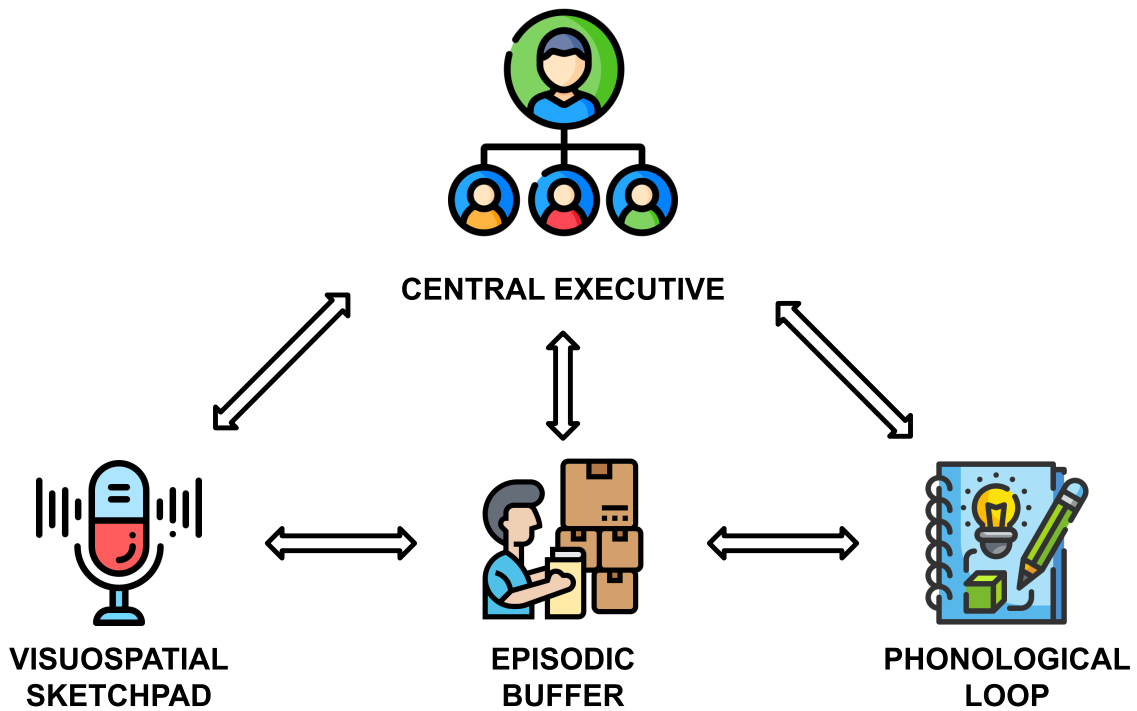 CENTRAL EXECUTIVE
VISUOSPATIAL
SKETCHPAD
EPISODIC
BUFFER
PHONOLOGICAL
LOOP